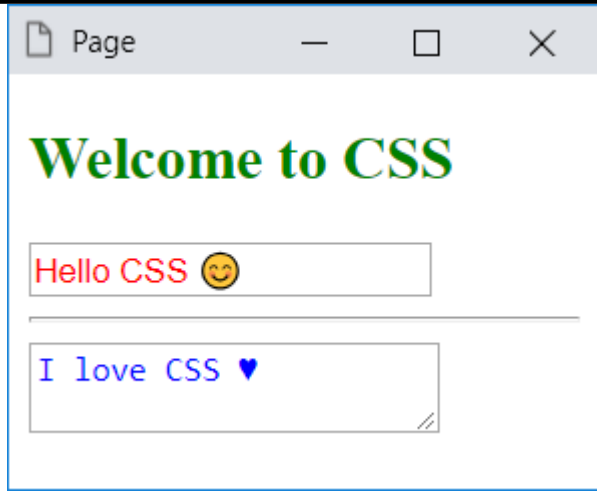 Page
Welcome to CSS
Hello CSS 😊
I love CSS ♥